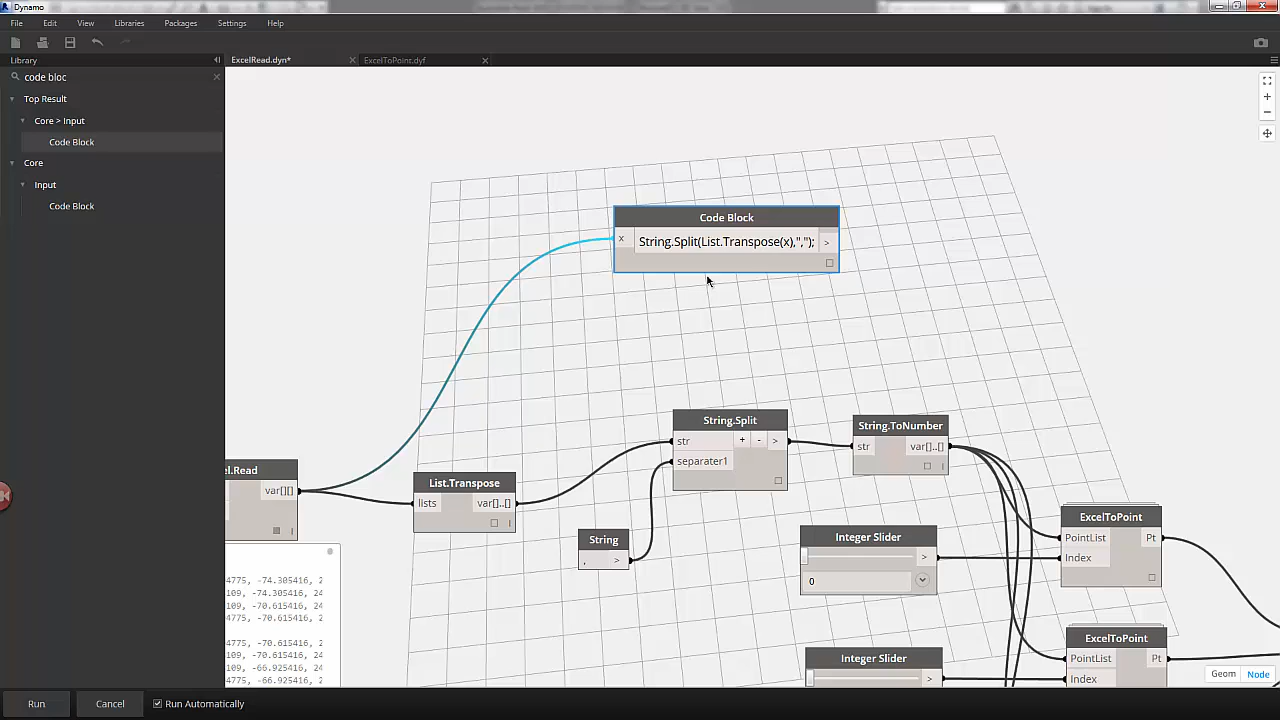 Dynamo
File Edit View Libraries Packages Settings Help
Library
ExcelRead.dyn*
ExcelToPoint.dyf
code bloc
Top Result
Core > Input
Code Block
Core
Input
Code Block
Code Block
x
String.Split(List.Transpose(x),",");
>
String.Split
str + - >
separater1
String.ToNumber
str var[]..[]
el.Read
var[][]
List.Transpose
lists var[]..[]
String
, >
Integer Slider
>
0
ExcelToPoint
PointList Pt
Index
Integer Slider
>
ExcelToPoint
PointList Pt
Index
4775, -74.305416, 2
109, -74.305416, 24
109, -70.615416, 24
4775, -70.615416, 2
4775, -70.615416, 2
109, -70.615416, 24
109, -66.925416, 24
4775, -66.925416, 2
Geom Node
Run Cancel Run Automatically